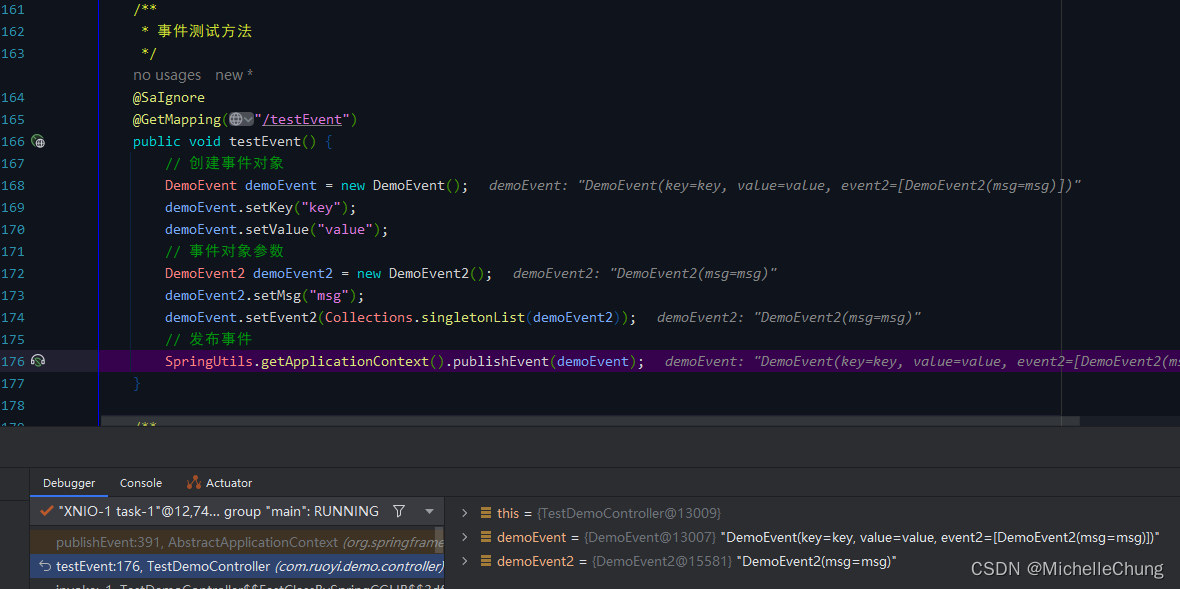 161 /**
162 * 事件测试方法
163 */
no usages new *
164 @SaIgnore
165 @GetMapping("/testEvent")
166 public void testEvent() {
167 // 创建事件对象
168 DemoEvent demoEvent = new DemoEvent(); demoEvent: "DemoEvent(key=key, value=value, event2=[DemoEvent2(msg=msg)])"
169 demoEvent.setKey("key");
170 demoEvent.setValue("value");
171 // 事件对象参数
172 DemoEvent2 demoEvent2 = new DemoEvent2(); demoEvent2: "DemoEvent2(msg=msg)"
173 demoEvent2.setMsg("msg");
174 demoEvent.setEvent2(Collections.singletonList(demoEvent2)); demoEvent2: "DemoEvent2(msg=msg)"
175 // 发布事件
176 SpringUtils.getApplicationContext().publishEvent(demoEvent); demoEvent: "DemoEvent(key=key, value=value, event2=[DemoEvent2(ms
177 }
178
/**
Debugger Console Actuator
"XNIO-1 task-1"@12,74... group "main": RUNNING
publishEvent:391, AbstractApplicationContext (org.springframe
testEvent:176, TestDemoController (com.ruoyi.demo.controller)
this = {TestDemoController@13009}
demoEvent = {DemoEvent@13007} "DemoEvent(key=key, value=value, event2=[DemoEvent2(msg=msg)])"
demoEvent2 = {DemoEvent2@15581} "DemoEvent2(msg=msg)"
CSDN @MichelleChung